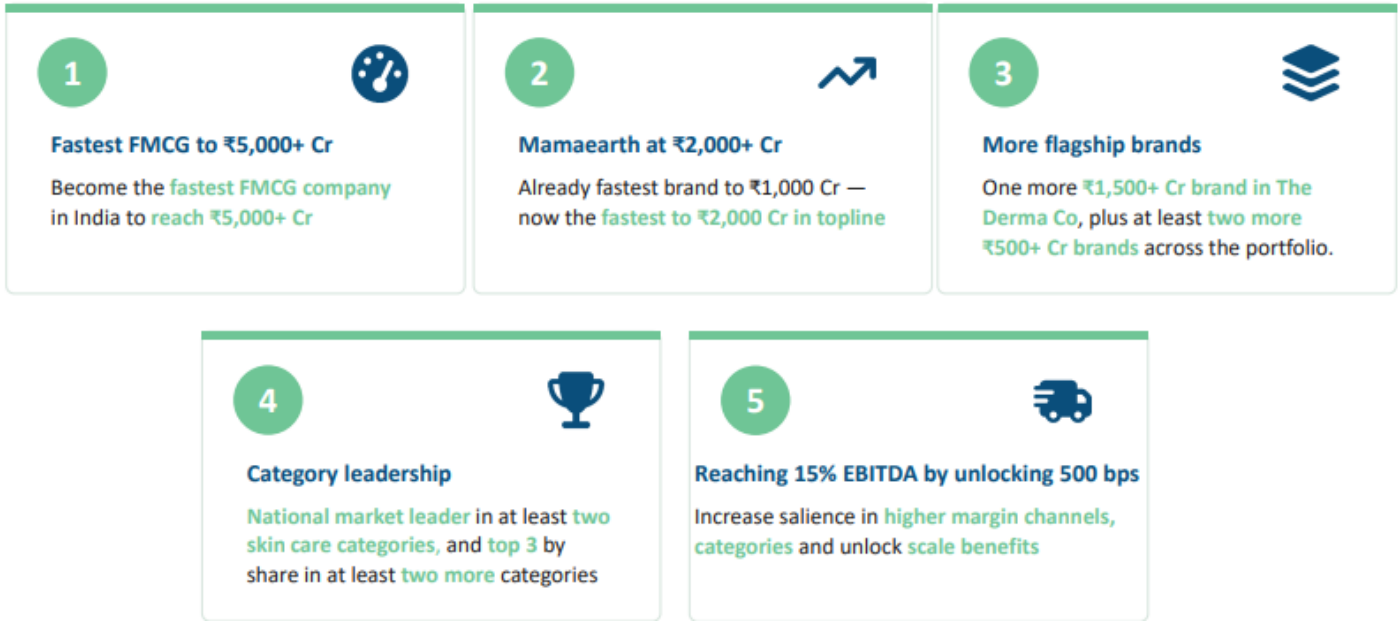 1
Fastest FMCG to ₹5,000+ Cr
Become the fastest FMCG company
in India to reach ₹5,000+ Cr
2
Mamaearth at ₹2,000+ Cr
Already fastest brand to ₹1,000 Cr —
now the fastest to ₹2,000 Cr in topline
3
More flagship brands
One more ₹1,500+ Cr brand in The
Derma Co, plus at least two more
₹500+ Cr brands across the portfolio.
4
Category leadership
National market leader in at least two
skin care categories, and top 3 by
share in at least two more categories
5
Reaching 15% EBITDA by unlocking 500 bps
Increase salience in higher margin channels,
categories and unlock scale benefits